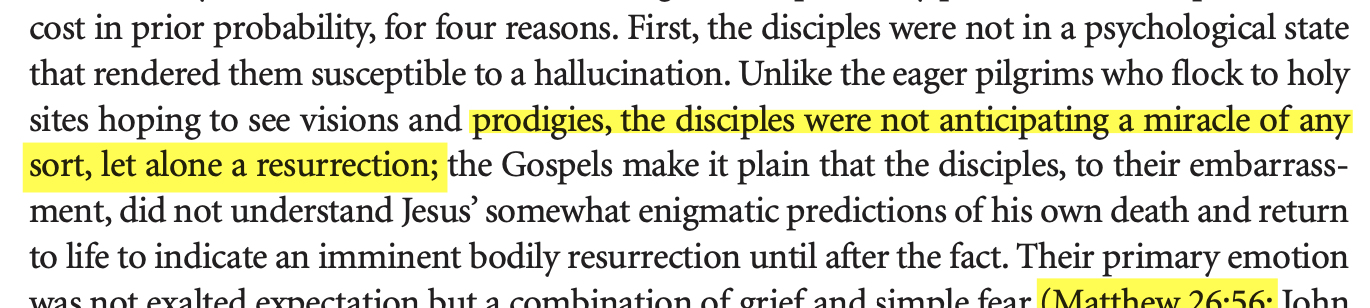 cost in prior probability, for four reasons. First, the disciples were not in a psychological state
that rendered them susceptible to a hallucination. Unlike the eager pilgrims who flock to holy
sites hoping to see visions and prodigies, the disciples were not anticipating a miracle of any
sort, let alone a resurrection; the Gospels make it plain that the disciples, to their embarrass-
ment, did not understand Jesus’ somewhat enigmatic predictions of his own death and return
to life to indicate an imminent bodily resurrection until after the fact. Their primary emotion
was not exalted expectation but a combination of grief and simple fear (Matthew 26:56; John